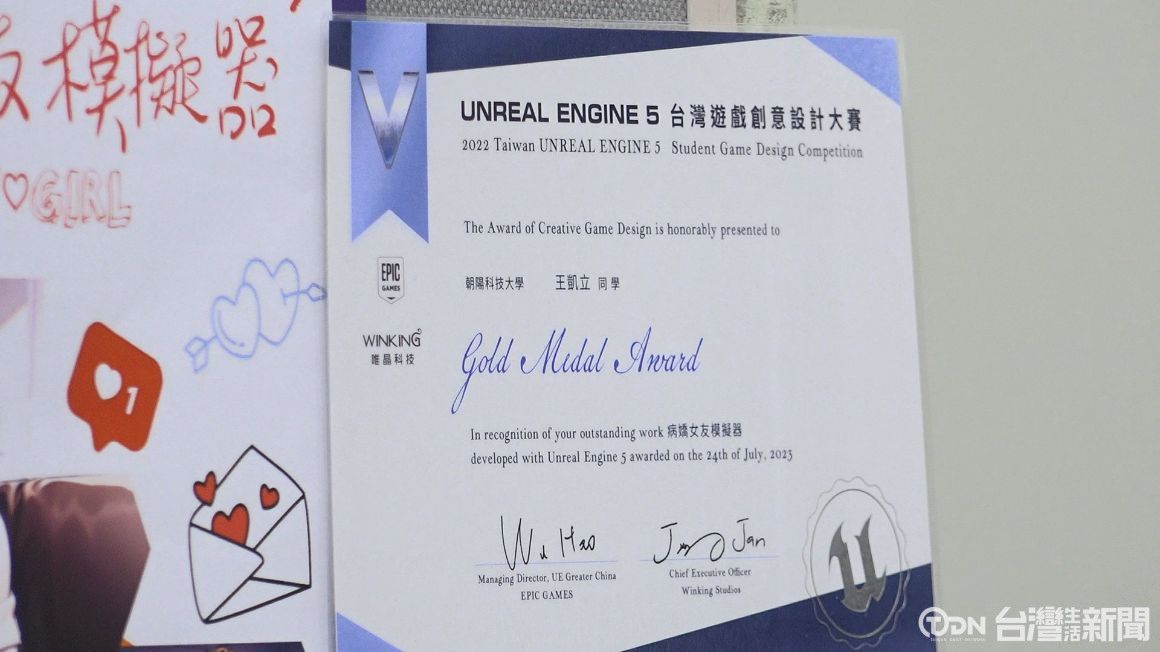 友模擬器
GIRL
1
V
UNREAL ENGINE 5 台灣遊戲創意設計大賽
2022 Taiwan UNREAL ENGINE 5 Student Game Design Competition
The Award of Creative Game Design is honorably presented to
朝陽科技大學 王凱立 同學
EPIC
GAMES
WINKING
唯晶科技
Gold Medal Award
In recognition of your outstanding work 病嬌女友模擬器
developed with Unreal Engine 5 awarded on the 24th of July, 2023
Wu Hao
Jan
Managing Director, UE Greater China
EPIC GAMES
Chief Executive Officer
Winking Studios
TDN 台灣生活新聞